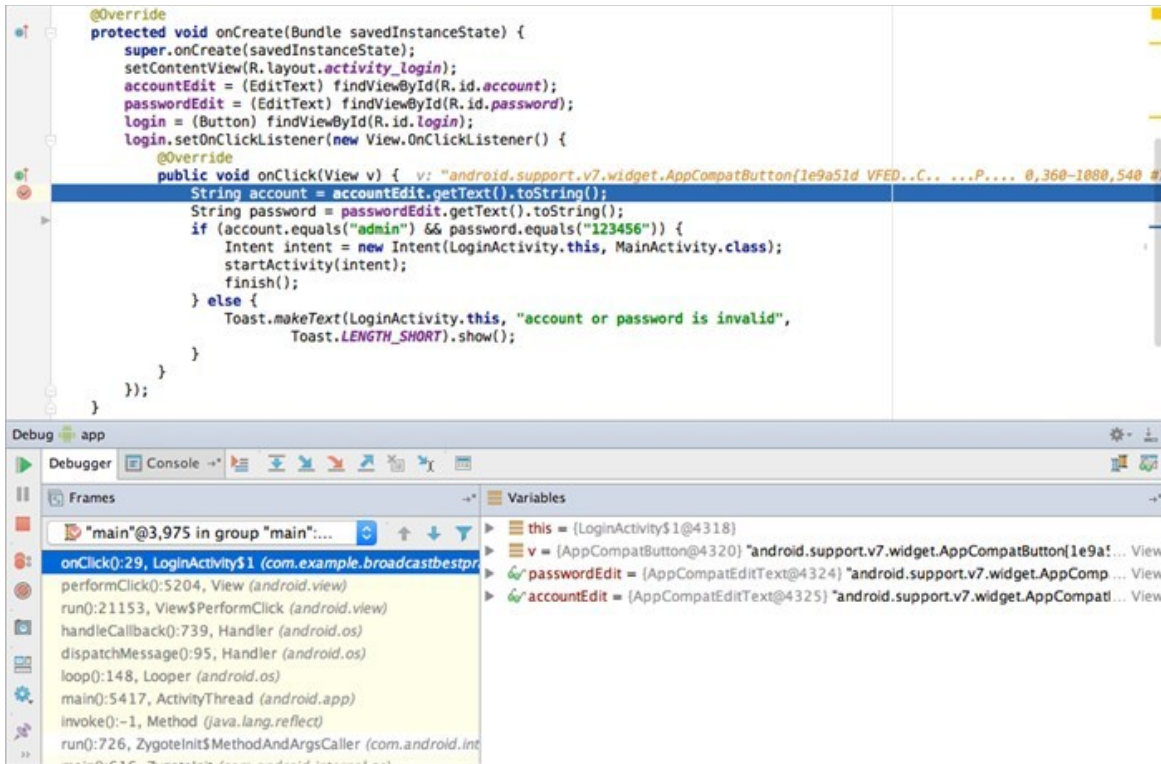 @Override
protected void onCreate(Bundle savedInstanceState) {
super.onCreate(savedInstanceState);
setContentView(R.layout.activity_login);
accountEdit = (EditText) findViewById(R.id.account);
passwordEdit = (EditText) findViewById(R.id.password);
login = (Button) findViewById(R.id.login);
login.setOnClickListener(new View.OnClickListener() {
@Override
public void onClick(View v) {  v: "android.support.v7.widget.AppCompatButton{1e9a51d VFED..C.. ...P.... 0,360-1080,540 #
String account = accountEdit.getText().toString();
String password = passwordEdit.getText().toString();
if (account.equals("admin") && password.equals("123456")) {
Intent intent = new Intent(LoginActivity.this, MainActivity.class);
startActivity(intent);
finish();
} else {
Toast.makeText(LoginActivity.this, "account or password is invalid",
Toast.LENGTH_SHORT).show();
}
}
});
}
Debug app
Debugger Console
Frames Variables
"main"@3,975 in group "main":...
this = {LoginActivity$1@4318}
onClick():29, LoginActivity$1 (com.example.broadcastbestpr
v = {AppCompatButton@4320} "android.support.v7.widget.AppCompatButton{1e9a5... View
performClick():5204, View (android.view)
passwordEdit = {AppCompatEditText@4324} "android.support.v7.widget.AppComp ... View
run():21153, View$PerformClick (android.view)
accountEdit = {AppCompatEditText@4325} "android.support.v7.widget.AppCompatl... View
handleCallback():739, Handler (android.os)
dispatchMessage():95, Handler (android.os)
loop():148, Looper (android.os)
main():5417, ActivityThread (android.app)
invoke():-1, Method (java.lang.reflect)
run():726, ZygoteInit$MethodAndArgsCaller (com.android.int